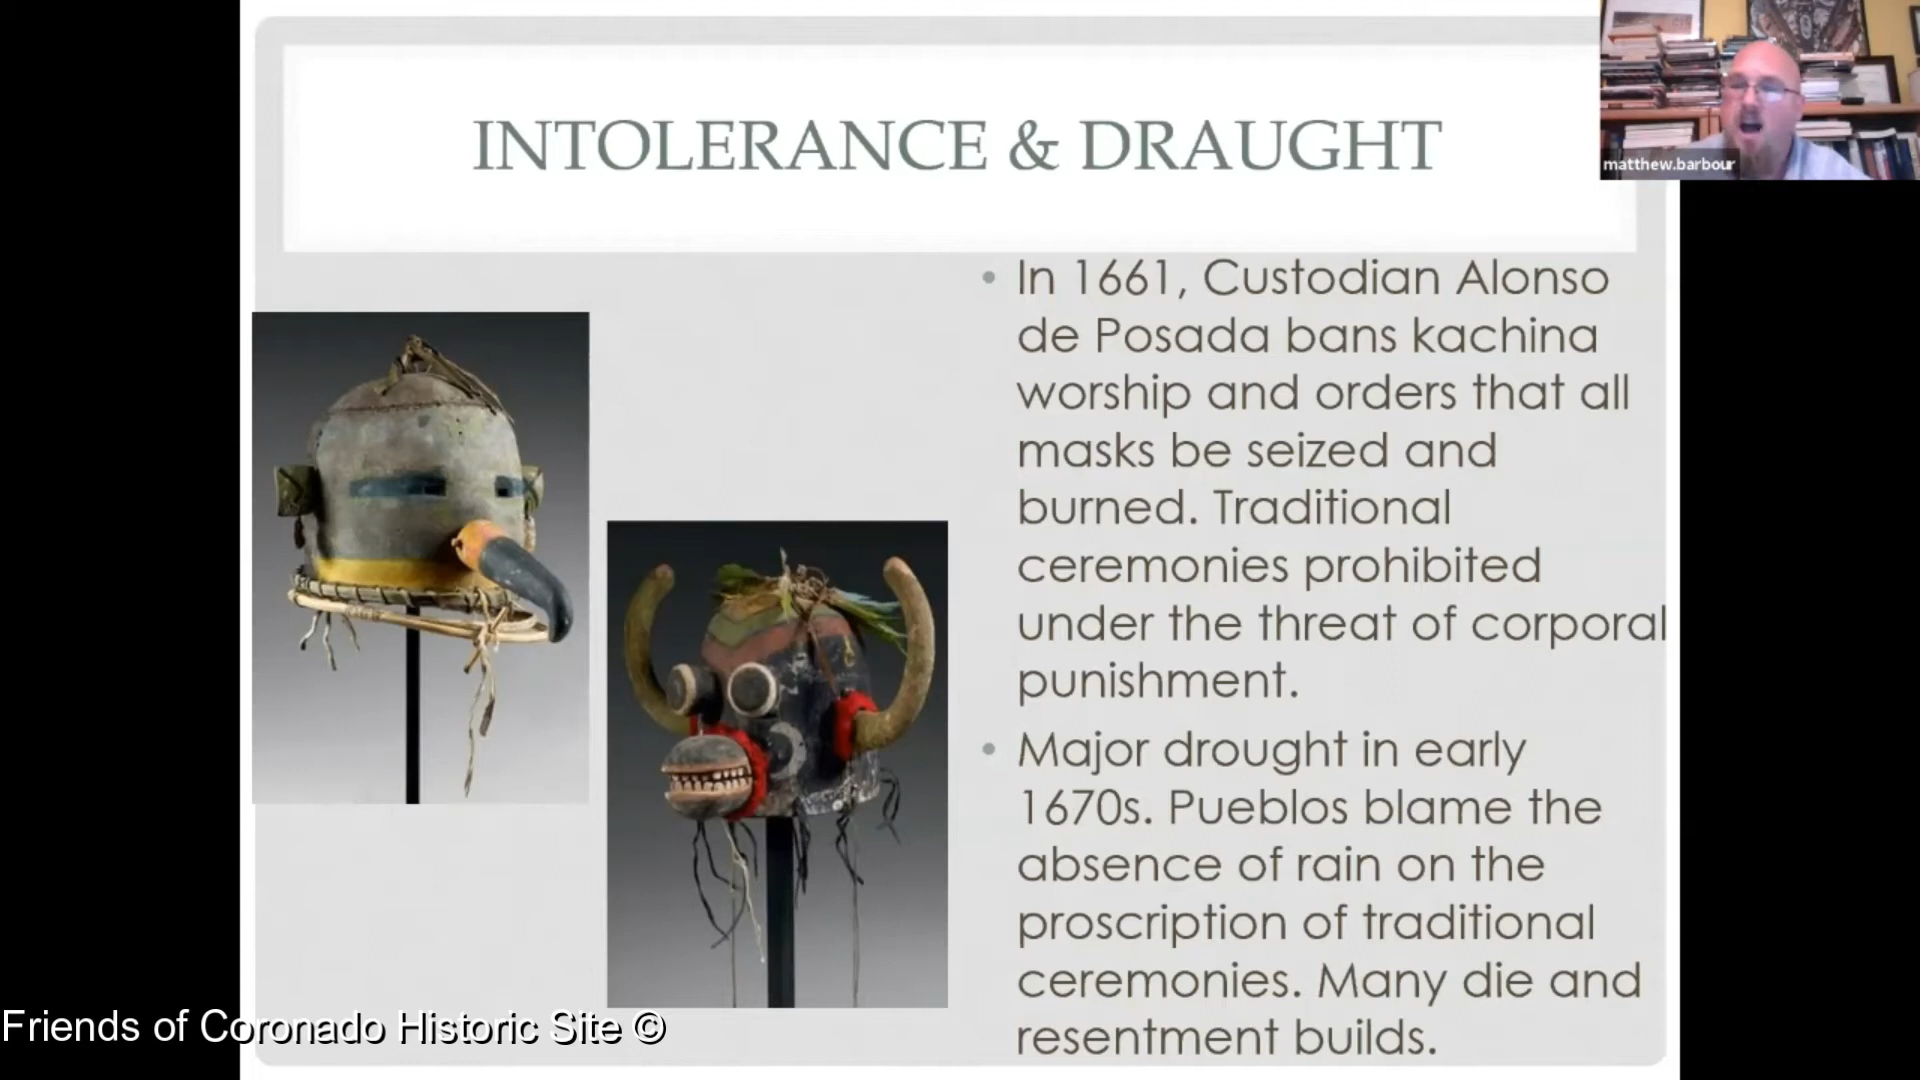 INTOLERANCE & DRAUGHT
matthew.barbour
• In 1661, Custodian Alonso
de Posada bans kachina
worship and orders that all
masks be seized and
burned. Traditional
ceremonies prohibited
under the threat of corporal
punishment.
• Major drought in early
1670s. Pueblos blame the
absence of rain on the
proscription of traditional
ceremonies. Many die and
resentment builds.
Friends of Coronado Historic Site ©